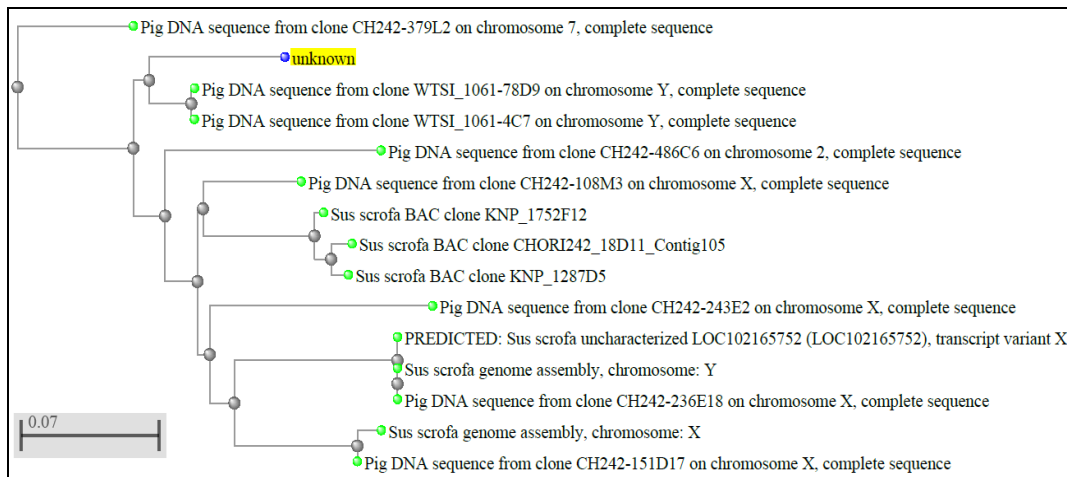 Pig DNA sequence from clone CH242-379L2 on chromosome 7, complete sequence
unknown
Pig DNA sequence from clone WTSI_1061-78D9 on chromosome Y, complete sequence
Pig DNA sequence from clone WTSI_1061-4C7 on chromosome Y, complete sequence
Pig DNA sequence from clone CH242-486C6 on chromosome 2, complete sequence
Pig DNA sequence from clone CH242-108M3 on chromosome X, complete sequence
Sus scrofa BAC clone KNP_1752F12
Sus scrofa BAC clone CHORI242_18D11_Contig105
Sus scrofa BAC clone KNP_1287D5
Pig DNA sequence from clone CH242-243E2 on chromosome X, complete sequence
PREDICTED: Sus scrofa uncharacterized LOC102165752 (LOC102165752), transcript variant X
Sus scrofa genome assembly, chromosome: Y
Pig DNA sequence from clone CH242-236E18 on chromosome X, complete sequence
0.07
Sus scrofa genome assembly, chromosome: X
Pig DNA sequence from clone CH242-151D17 on chromosome X, complete sequence